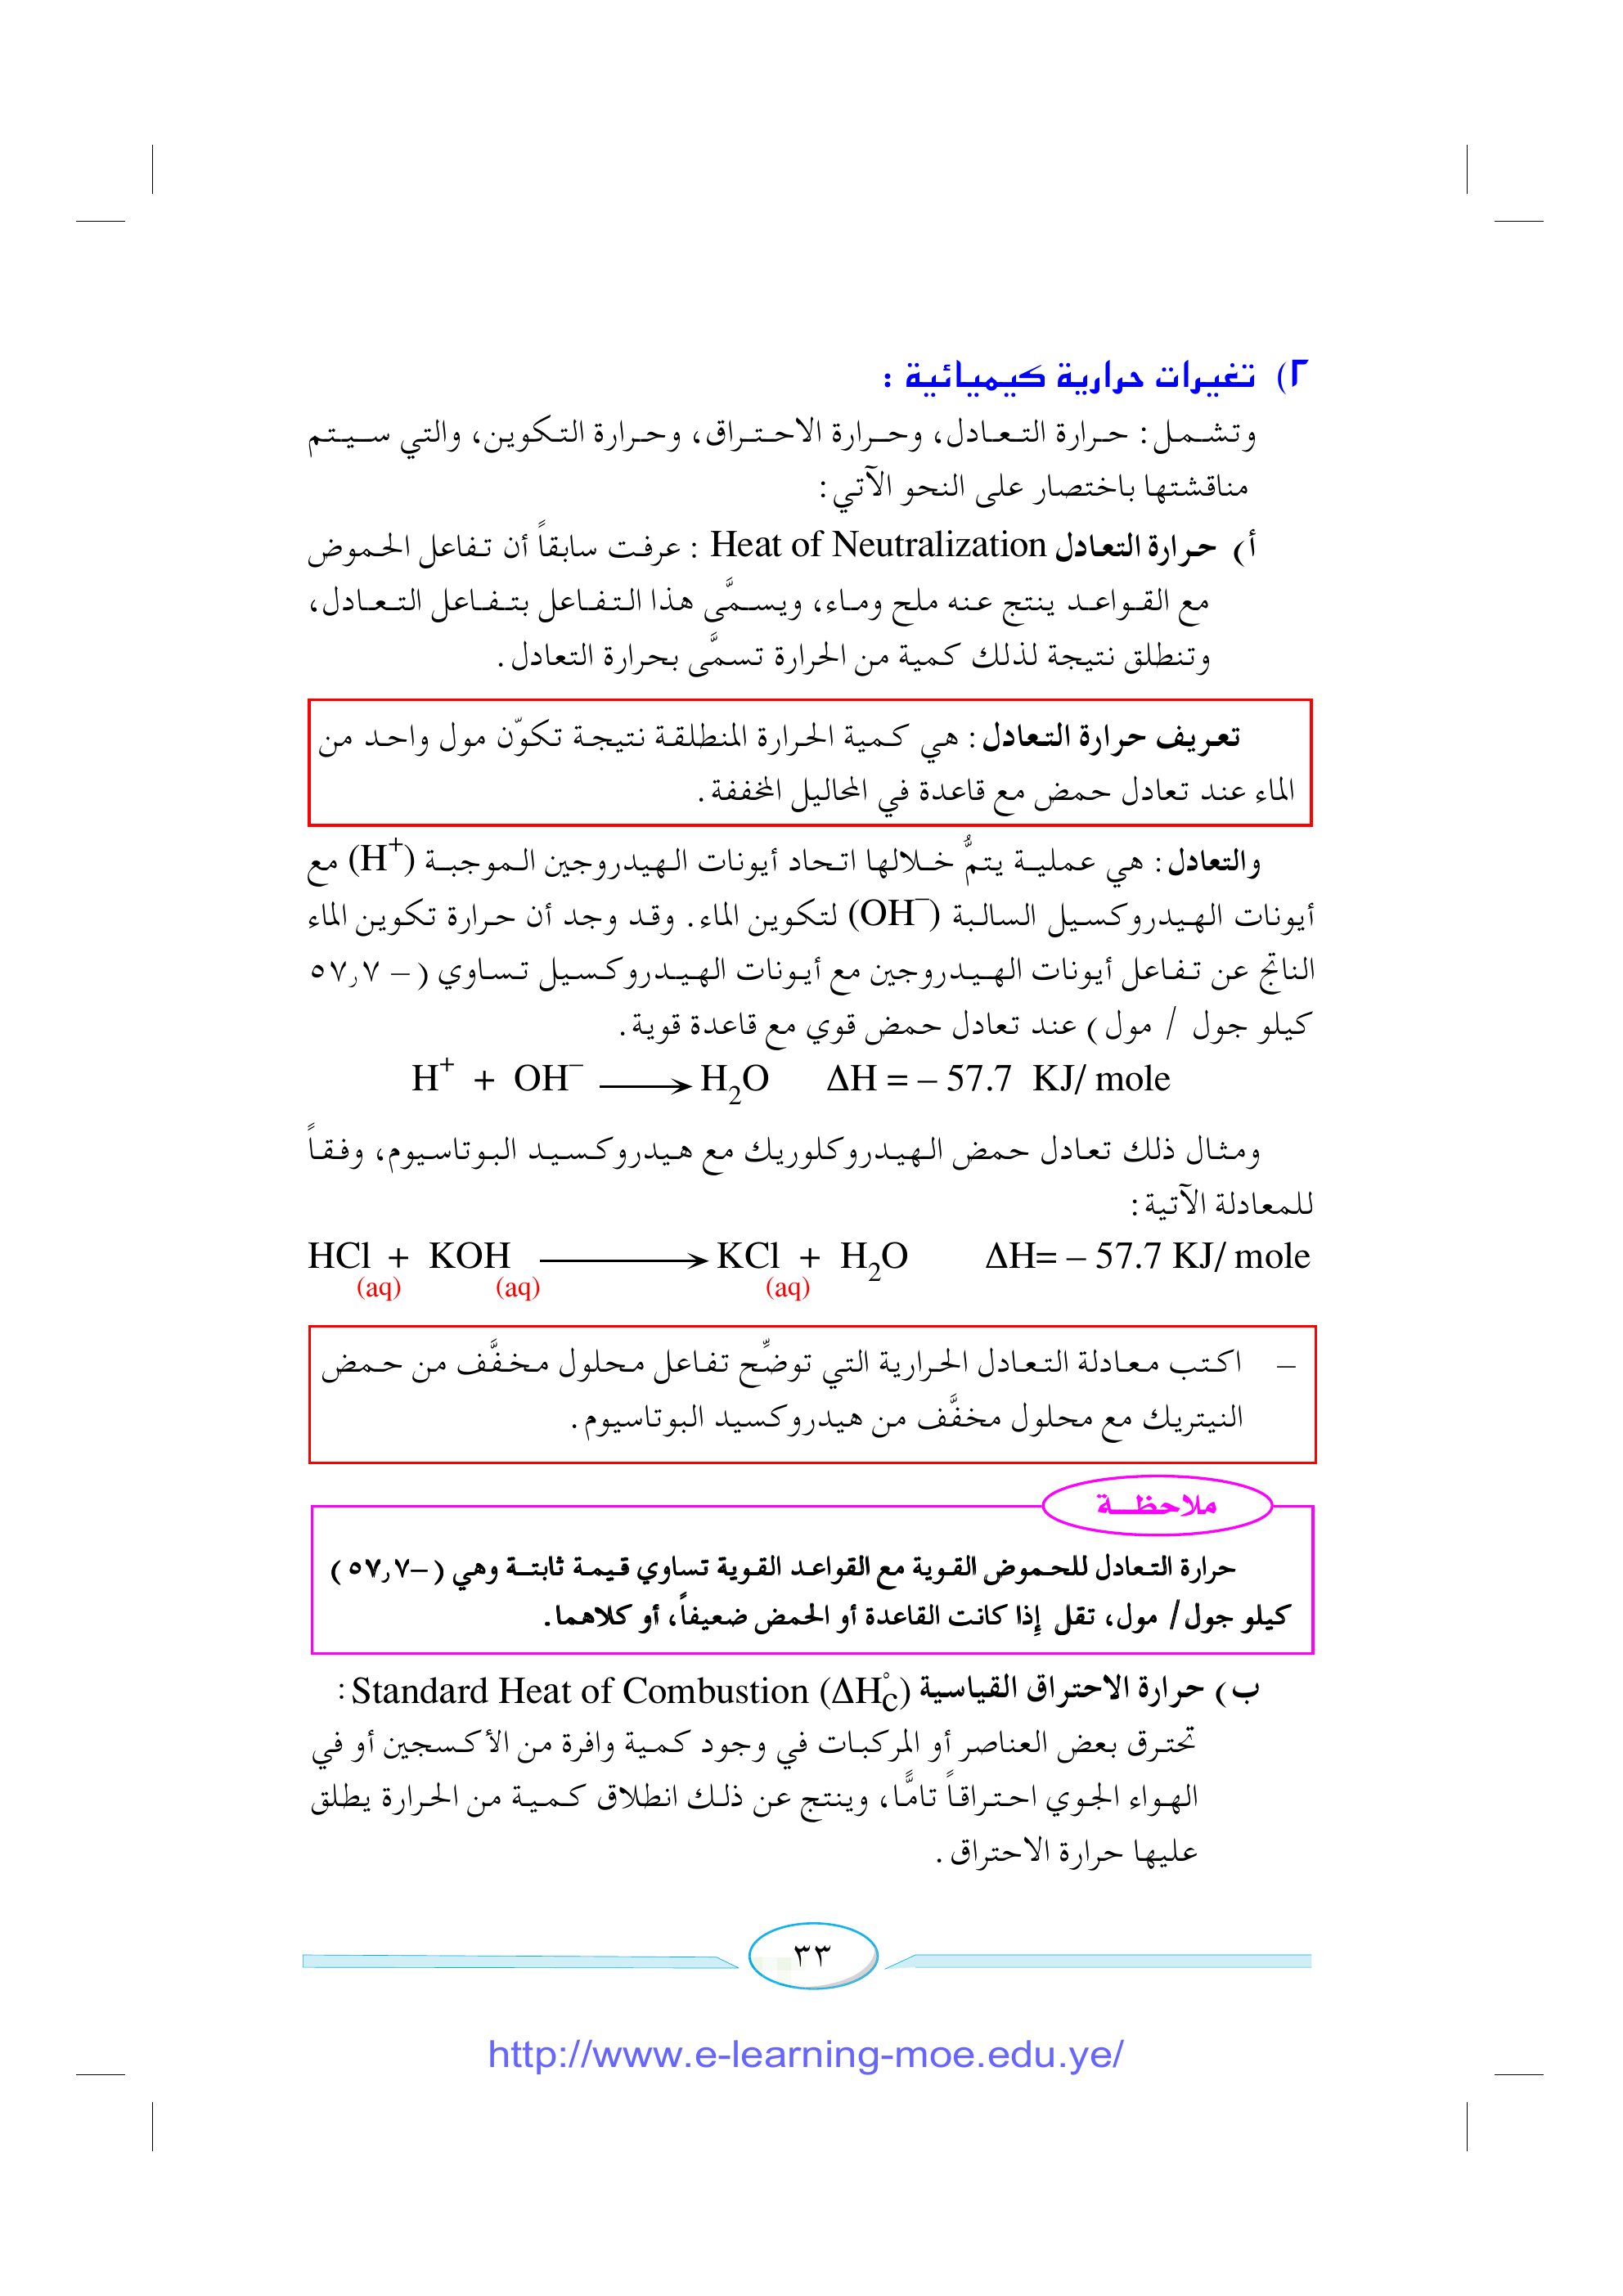 ٢) تغيرات حرارية كيميائية :
وتشمل: حرارة التعادل، وحرارة الاحتراق، وحرارة التكوين، والتي سيتم
مناقشتها باختصار على النحو الآتي:
أ) حرارة التعادل Heat of Neutralization : عرفت سابقاً أن تفاعل الحموض
مع القواعد ينتج عنه ملح وماء، ويسمَّى هذا التفاعل بتفاعل التعادل،
وتنطلق نتيجة لذلك كمية من الحرارة تسمَّى بحرارة التعادل.
تعريف حرارة التعادل: هي كمية الحرارة المنطلقة نتيجة تكوّن مول واحد من
الماء عند تعادل حمض مع قاعدة في المحاليل المخففة.
والتعادل: هي عملية يتمُّ خلالها اتحاد أيونات الهيدروجين الموجبة (H⁺) مع
أيونات الهيدروكسيل السالبة (OH⁻) لتكوين الماء. وقد وجد أن حرارة تكوين الماء
الناتج عن تفاعل أيونات الهيدروجين مع أيونات الهيدروكسيل تساوي (– ٥٧٫٧
كيلو جول / مول) عند تعادل حمض قوي مع قاعدة قوية.
H⁺ + OH⁻ ⟶ H₂O ΔH = – 57.7 KJ/ mole
ومثال ذلك تعادل حمض الهيدروكلوريك مع هيدروكسيد البوتاسيوم، وفقاً
للمعادلة الآتية:
HCl + KOH ⟶ KCl + H₂O ΔH= – 57.7 KJ/ mole
(aq) (aq) (aq)
– اكتب معادلة التعادل الحرارية التي توضِّح تفاعل محلول مخفَّف من حمض
النيتريك مع محلول مخفَّف من هيدروكسيد البوتاسيوم.
ملاحظة
حرارة التعادل للحموض القوية مع القواعد القوية تساوي قيمة ثابتة وهي (–٥٧٫٧)
كيلو جول/ مول، تقل إذا كانت القاعدة أو الحمض ضعيفاً، أو كلاهما.
ب) حرارة الاحتراق القياسية Standard Heat of Combustion (ΔH°c) :
تحترق بعض العناصر أو المركبات في وجود كمية وافرة من الأكسجين أو في
الهواء الجوي احتراقاً تامًّا، وينتج عن ذلك انطلاق كمية من الحرارة يطلق
عليها حرارة الاحتراق.
٣٣
http://www.e-learning-moe.edu.ye/